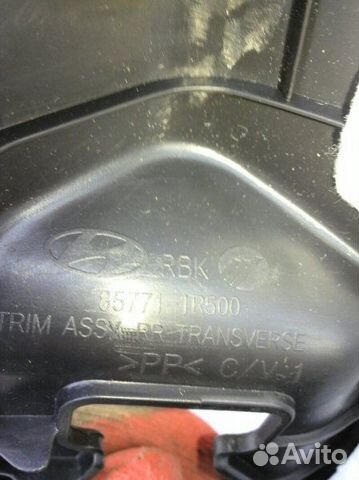 RBK
85771-1R500
TRIM ASSY-RR TRANSVERSE
>PP< C/V-1
Avito